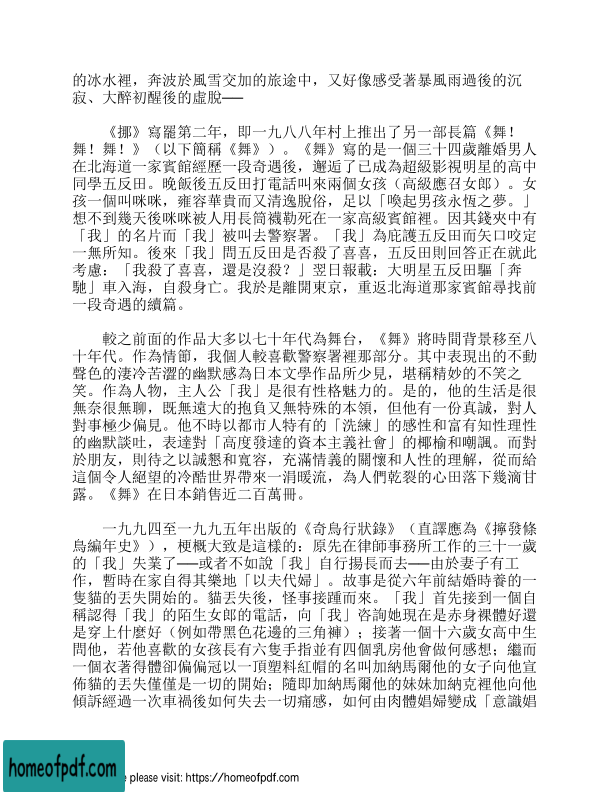 的冰水裡，奔波於風雪交加的旅途中，又好像感受著暴風雨過後的沉
寂、大醉初醒後的虛脫──
《挪》寫罷第二年，即一九八八年村上推出了另一部長篇《舞！
舞！舞！》（以下簡稱《舞》）。《舞》寫的是一個三十四歲離婚男人
在北海道一家賓館經歷一段奇遇後，邂逅了已成為超級影視明星的高中
同學五反田。晚飯後五反田打電話叫來兩個女孩（高級應召女郎）。女
孩一個叫咪咪，雍容華貴而又清逸脫俗，足以「喚起男孩永恆之夢。」
想不到幾天後咪咪被人用長筒襪勒死在一家高級賓館裡。因其錢夾中有
「我」的名片而「我」被叫去警察署。「我」為庇護五反田而矢口咬定
一無所知。後來「我」問五反田是否殺了喜喜，五反田則回答正在就此
考慮：「我殺了喜喜，還是沒殺？」翌日報載：大明星五反田驅「奔
馳」車入海，自殺身亡。我於是離開東京，重返北海道那家賓館尋找前
一段奇遇的續篇。
較之前面的作品大多以七十年代為舞台，《舞》將時間背景移至八
十年代。作為情節，我個人較喜歡警察署裡那部分。其中表現出的不動
聲色的淒冷苦澀的幽默感為日本文學作品所少見，堪稱精妙的不笑之
笑。作為人物，主人公「我」是很有性格魅力的。是的，他的生活是很
無奈很無聊，既無遠大的抱負又無特殊的本領，但他有一份真誠，對人
對事極少偏見。他不時以都市人特有的「洗練」的感性和富有知性理性
的幽默談吐，表達對「高度發達的資本主義社會」的椰榆和嘲諷。而對
於朋友，則待之以誠懇和寬容，充滿情義的關懷和人性的理解，從而給
這個令人絕望的冷酷世界帶來一涓暖流，為人們乾裂的心田落下幾滴甘
露。《舞》在日本銷售近二百萬冊。
一九九四至一九九五年出版的《奇鳥行狀錄》（直譯應為《擰發條
鳥編年史》），梗概大致是這樣的：原先在律師事務所工作的三十一歲
的「我」失業了──或者不如說「我」自行揚長而去──由於妻子有工
作，暫時在家自得其樂地「以夫代婦」。故事是從六年前結婚時養的一
隻貓的丟失開始的。貓丟失後，怪事接踵而來。「我」首先接到一個自
稱認得「我」的陌生女郎的電話，向「我」咨詢她現在是赤身裸體好還
是穿上什麼好（例如帶黑色花邊的三角褲）；接著一個十六歲女高中生
問他，若他喜歡的女孩長有六隻手指並有四個乳房他會做何感想；繼而
一個衣著得體卻偏偏冠以一頂塑料紅帽的名叫加納馬爾他的女子向他宣
佈貓的丟失僅僅是一切的開始；隨即加納馬爾他的妹妹加納克裡他向他
傾訴經過一次車禍後如何失去一切痛感，如何由肉體娼婦變成「意識娼
homeofpdf.com
e please visit: https://homeofpdf.com